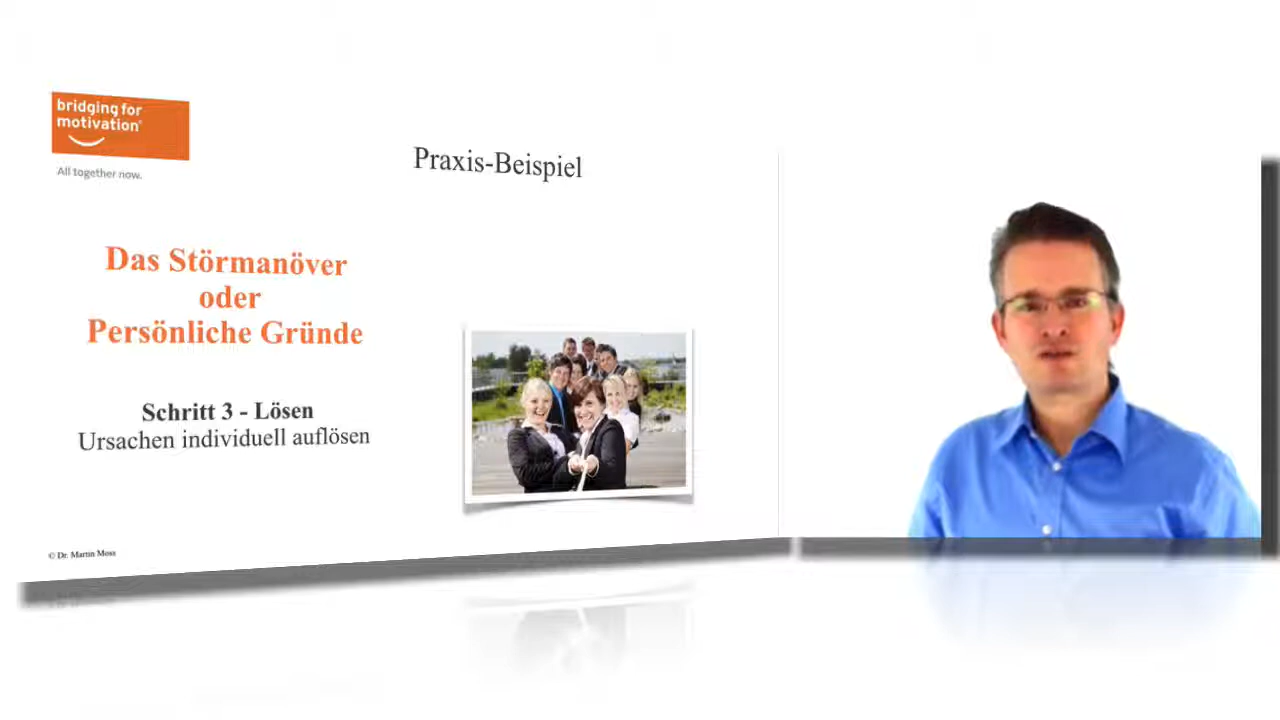 bridging for
motivation®
All together now.
Praxis-Beispiel
Das Störmanöver
oder
Persönliche Gründe
Schritt 3 - Lösen
Ursachen individuell auflösen
© Dr. Martin Moss